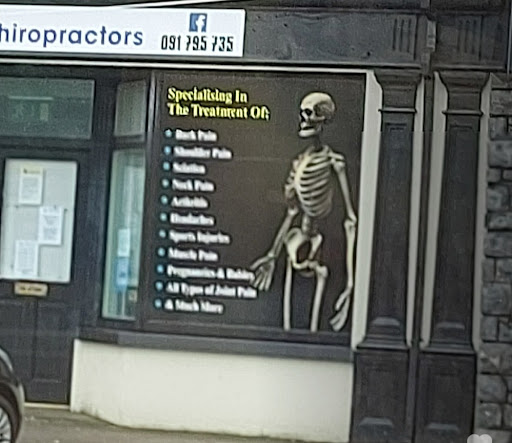 hiropractors
091 795 735
Specialising In
The Treatment Of:
Back Pain
Shoulder Pain
Sciatica
Neck Pain
Arthritis
Headaches
Sports Injuries
Muscle Pain
Pregnancies & Babies
All Types of Joint Pain
& Much More